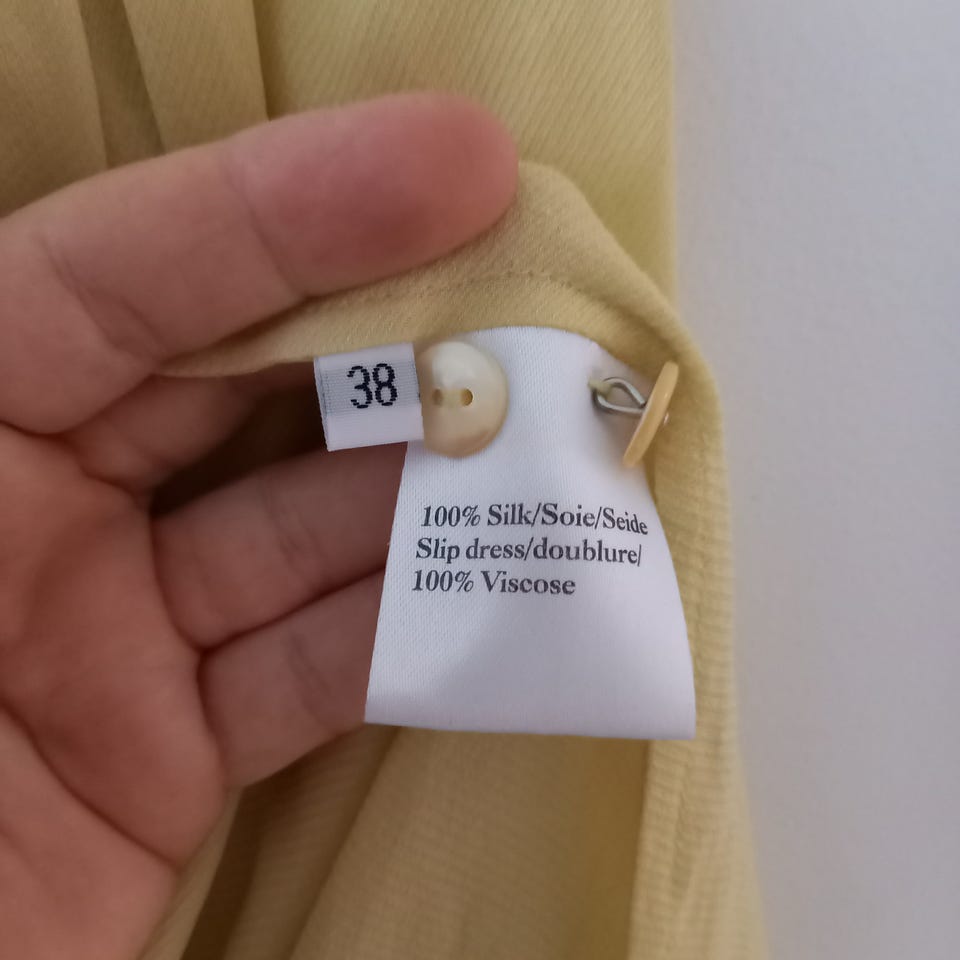 38
100% Silk/Soie/Seide
Slip dress/doublure/
100% Viscose